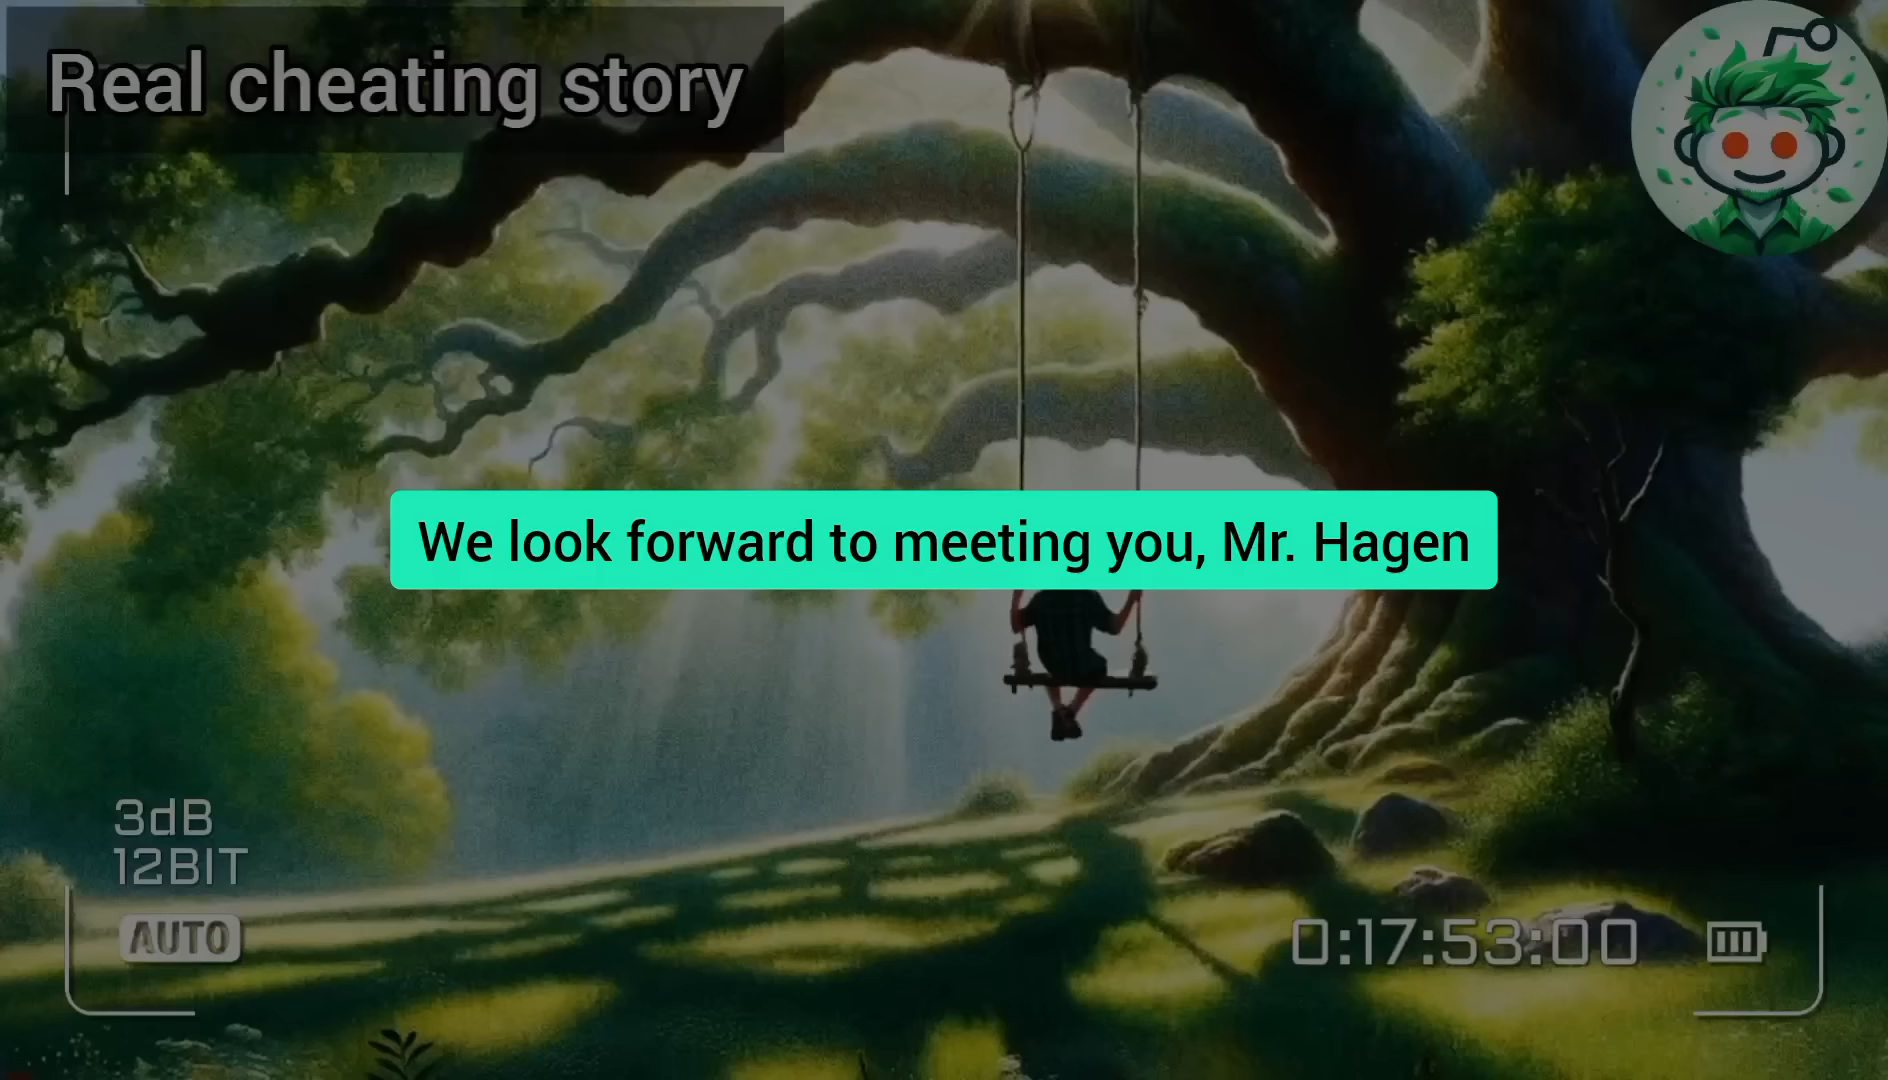 Real cheating story
We look forward to meeting you, Mr. Hagen
3dB
12BIT
AUTO
0:17:53:00